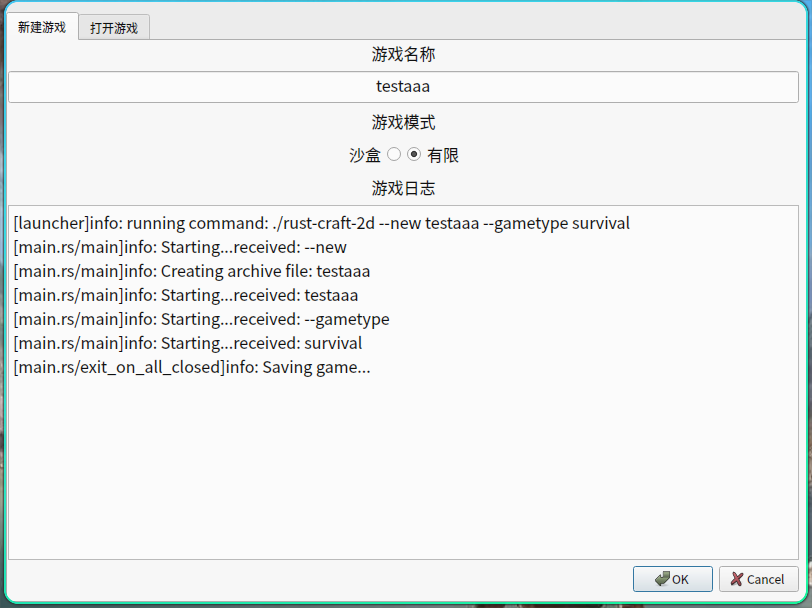 新建游戏 打开游戏
游戏名称
testaaa
游戏模式
沙盒 有限
游戏日志
[launcher]info: running command: ./rust-craft-2d --new testaaa --gametype survival
[main.rs/main]info: Starting...received: --new
[main.rs/main]info: Creating archive file: testaaa
[main.rs/main]info: Starting...received: testaaa
[main.rs/main]info: Starting...received: --gametype
[main.rs/main]info: Starting...received: survival
[main.rs/exit_on_all_closed]info: Saving game...
OK Cancel